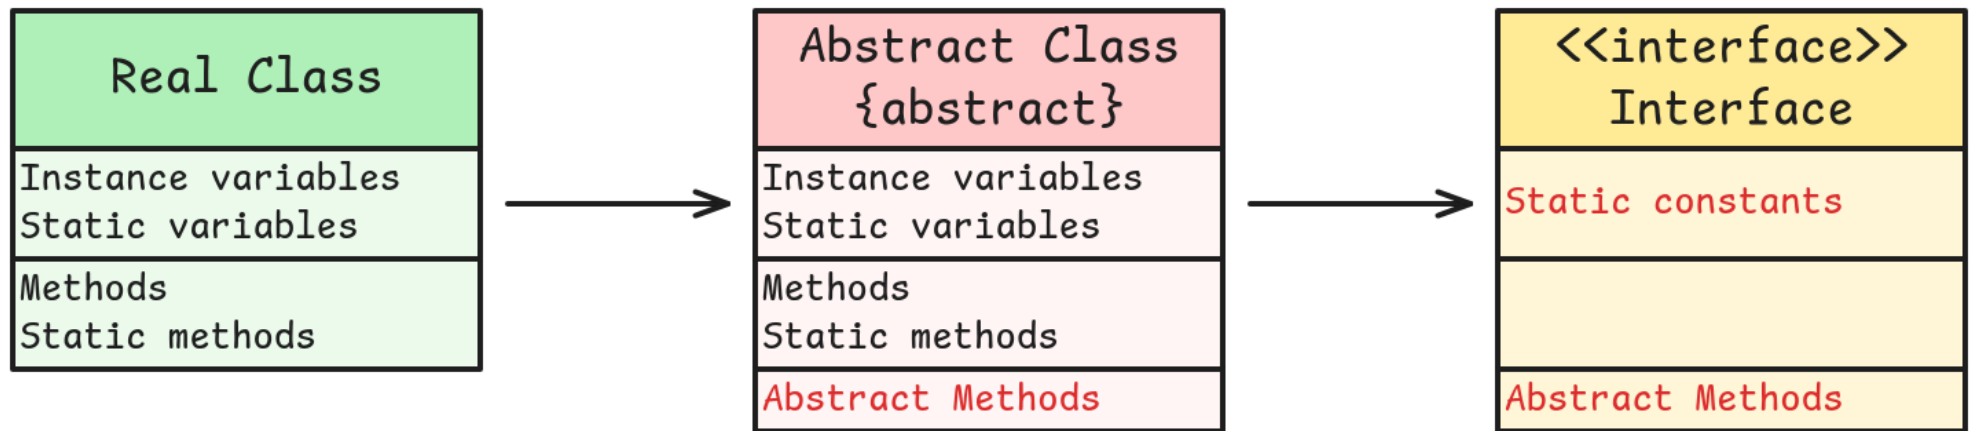 Real Class
Instance variables
Static variables
Methods
Static methods
Abstract Class
{abstract}
Instance variables
Static variables
Methods
Static methods
Abstract Methods
<<interface>>
Interface
Static constants
Abstract Methods